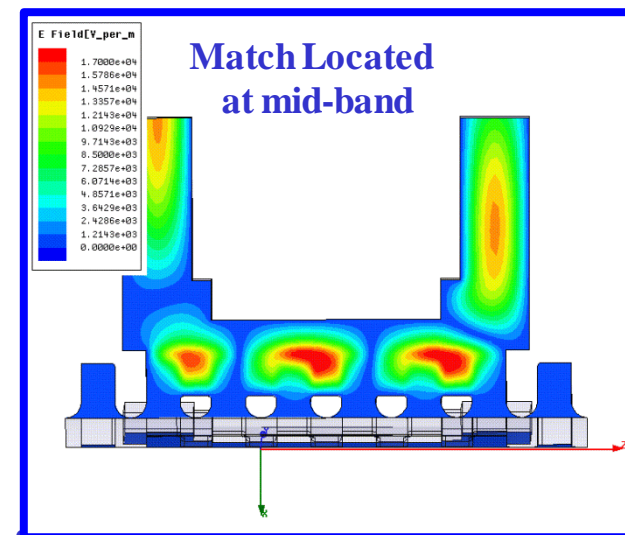 E Field[V_per_m
Match Located
at mid-band
1.7000e+04
1.5786e+04
1.4571e+04
1.3357e+04
1.2143e+04
1.0929e+04
9.7143e+03
8.5000e+03
7.2857e+03
6.0714e+03
4.8571e+03
3.6429e+03
2.4286e+03
1.2143e+03
0.0000e+00
Z
X